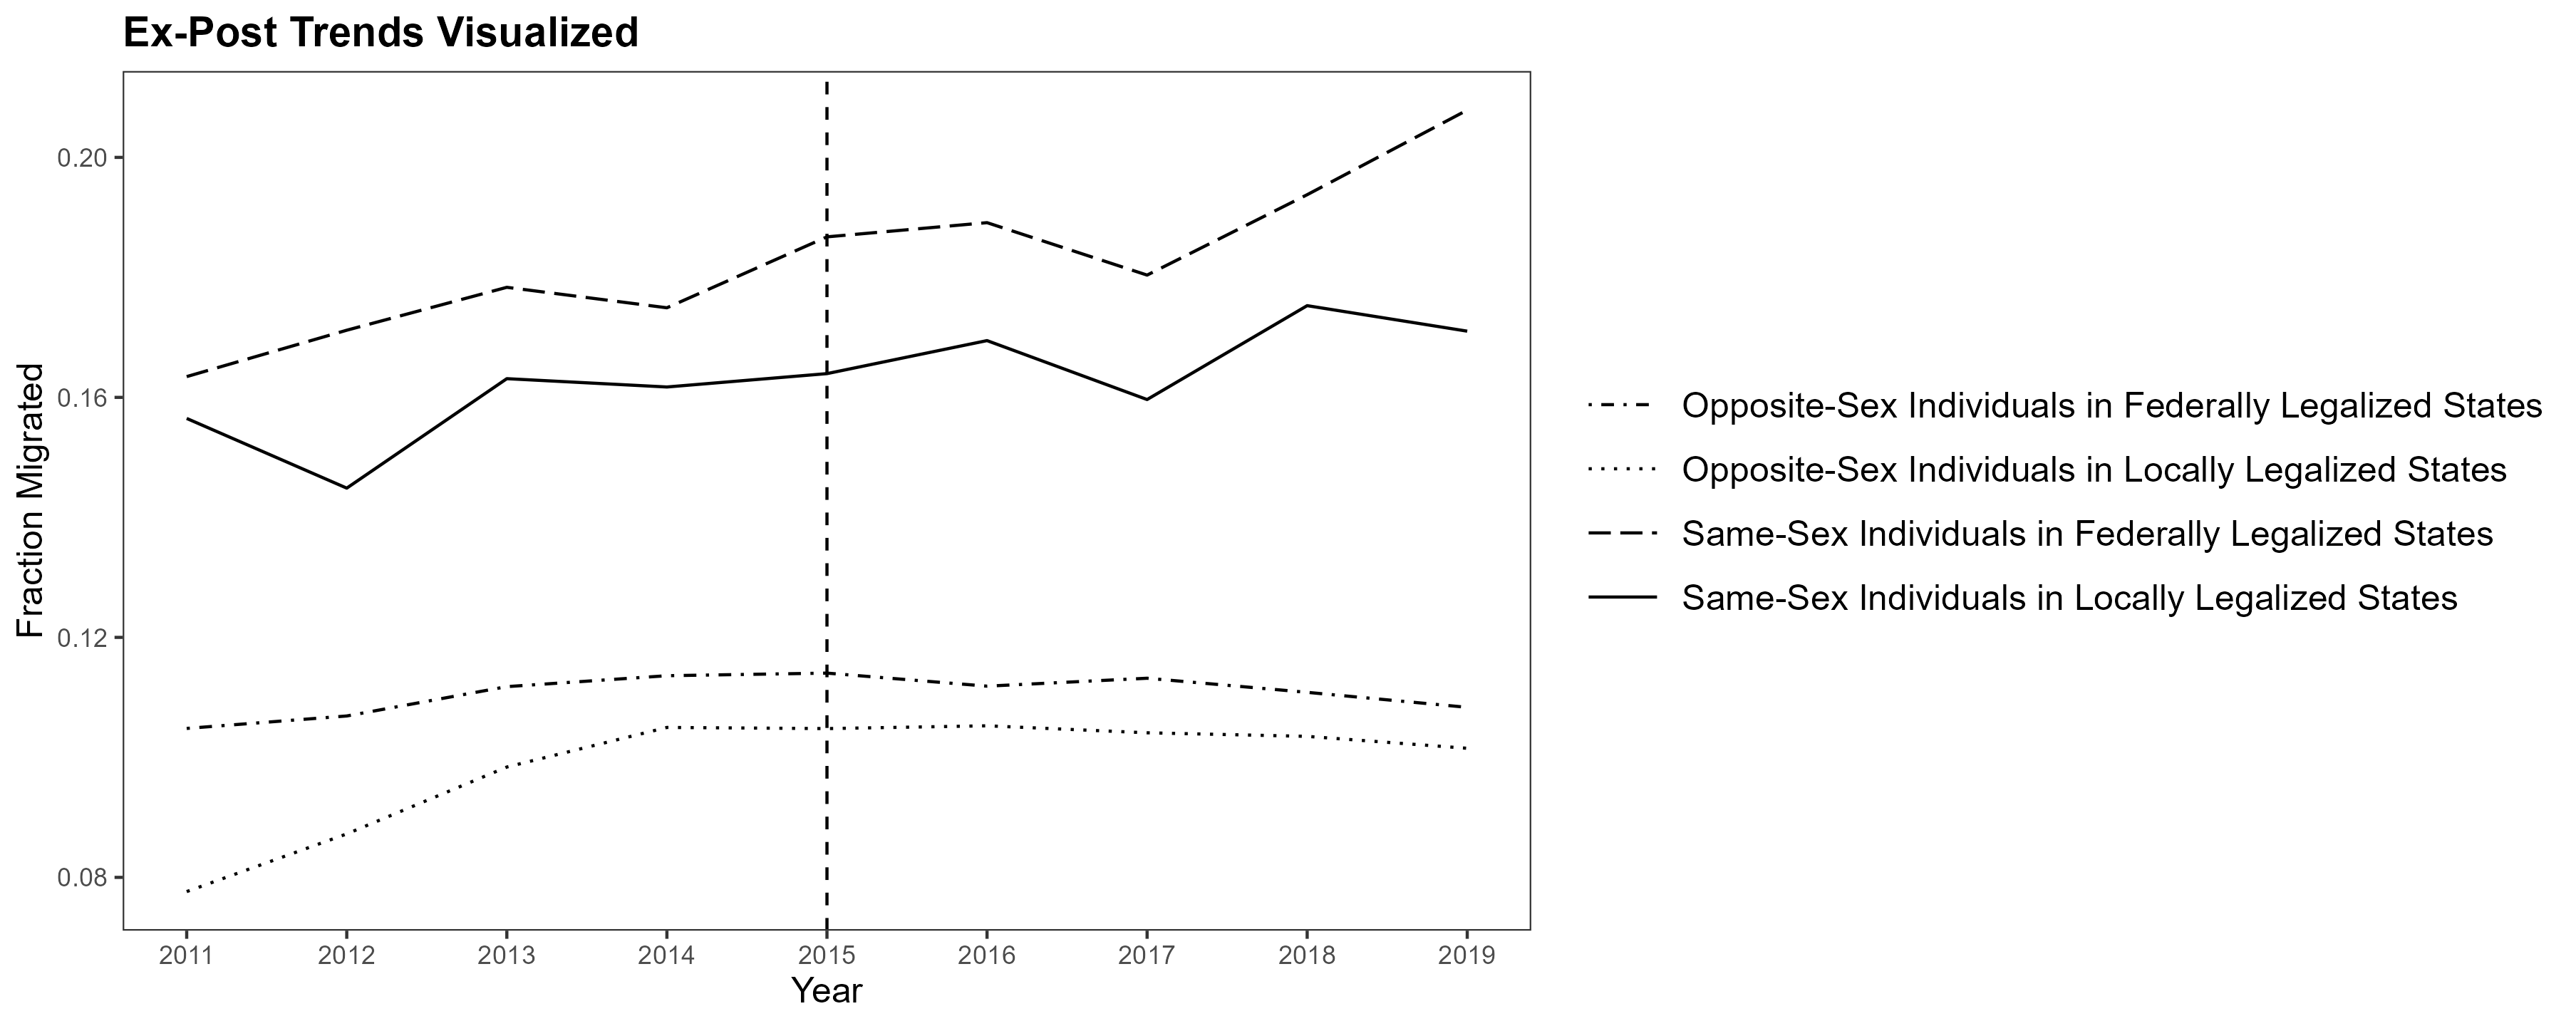 Ex-Post Trends Visualized
Fraction Migrated
0.20
0.16
0.12
0.08
2011 2012 2013 2014 2015 2016 2017 2018 2019
Year
Opposite-Sex Individuals in Federally Legalized States
Opposite-Sex Individuals in Locally Legalized States
Same-Sex Individuals in Federally Legalized States
Same-Sex Individuals in Locally Legalized States